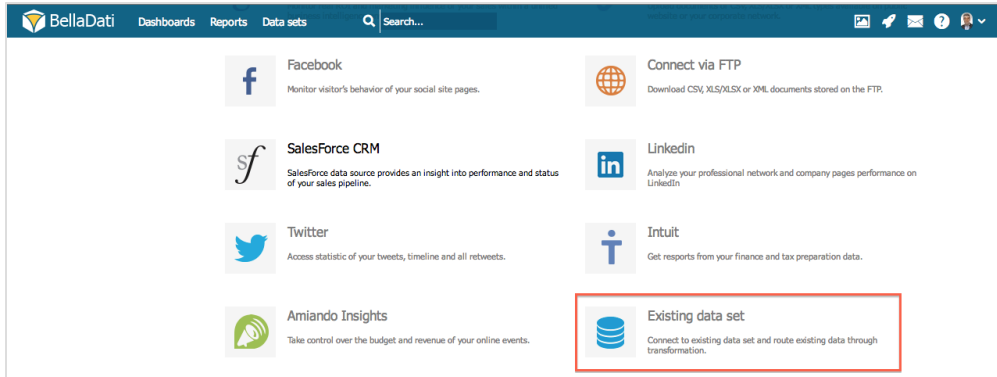 BellaDati Dashboards Reports Data sets Search...
website or your corporate network.
Facebook
Monitor visitor's behavior of your social site pages.
Connect via FTP
Download CSV, XLS/XLSX or XML documents stored on the FTP.
SalesForce CRM
SalesForce data source provides an insight into performance and status
of your sales pipeline.
Linkedin
Analyze your professional network and company pages performance on
LinkedIn
Twitter
Access statistic of your tweets, timeline and all retweets.
Intuit
Get resports from your finance and tax preparation data.
Amiando Insights
Take control over the budget and revenue of your online events.
Existing data set
Connect to existing data set and route existing data through
transformation.